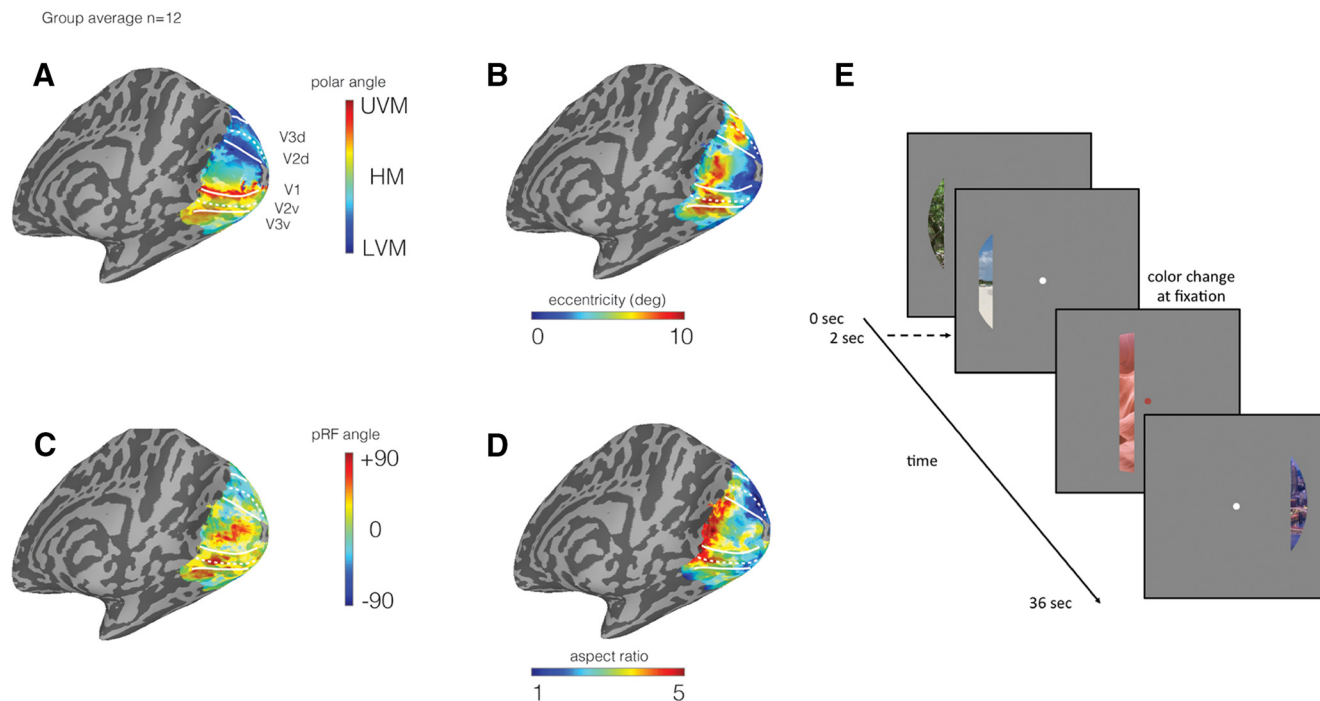 Group average n=12
A
polar angle
UVM
HM
LVM
V3d
V2d
V1
V2v
V3v
B
eccentricity (deg)
0
10
C
pRF angle
+90
0
-90
D
aspect ratio
1
5
E
color change
at fixation
0 sec
2 sec
time
36 sec